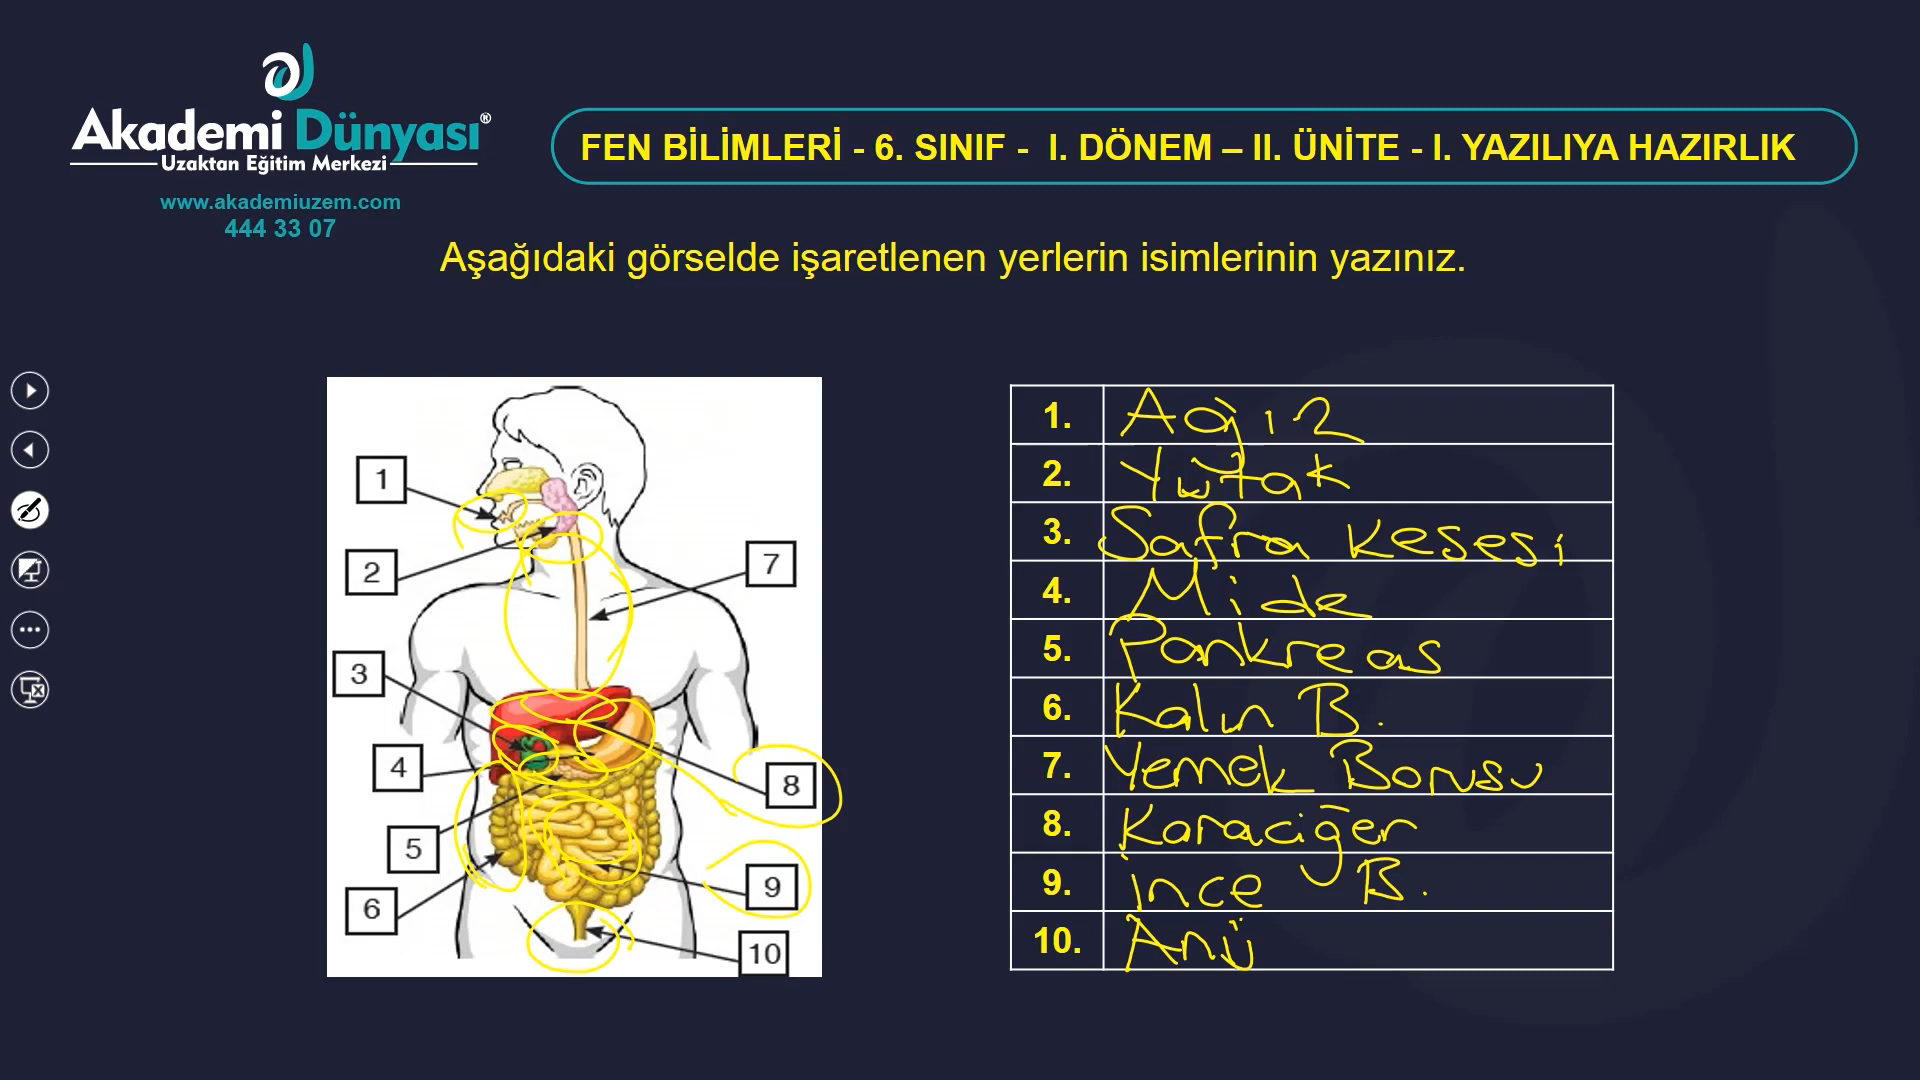 Akademi Dünyası®
Uzaktan Eğitim Merkezi
www.akademiuzem.com
444 33 07
FEN BİLİMLERİ - 6. SINIF - I. DÖNEM – II. ÜNİTE - I. YAZILIYA HAZIRLIK
Aşağıdaki görselde işaretlenen yerlerin isimlerinin yazınız.
1
2
3
4
5
6
7
8
9
10
1. Ağız
2. Yutak
3. Safra Kesesi
4. Mide
5. Pankreas
6. Kalın B.
7. Yemek Borusu
8. Karaciğer
9. ince B.
10. Anü